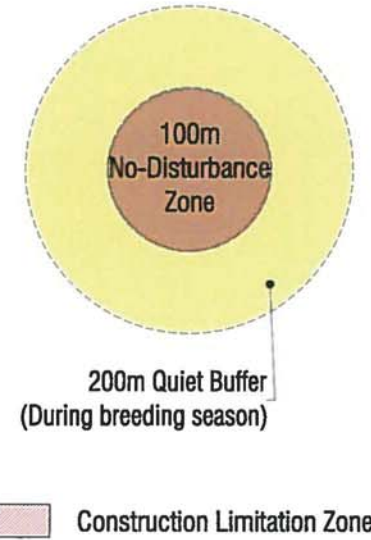 100m
No-Disturbance
Zone
200m Quiet Buffer
(During breeding season)
Construction Limitation Zone